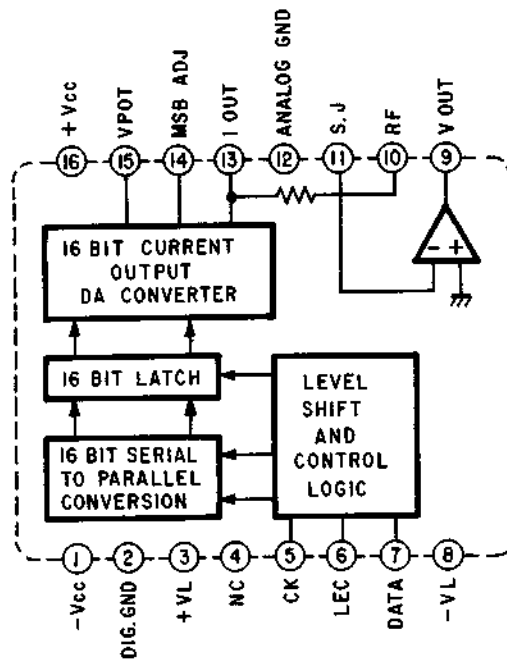 +Vcc
VPOT
MSB ADJ
I OUT
ANALOG GND
S.J
RF
V OUT
16
15
14
13
12
11
10
9
16 BIT CURRENT
OUTPUT
DA CONVERTER
- +
16 BIT LATCH
LEVEL
SHIFT
AND
CONTROL
LOGIC
16 BIT SERIAL
TO PARALLEL
CONVERSION
1
2
3
4
5
6
7
8
-Vcc
DIG.GND
+VL
NC
CK
LEC
DATA
-VL